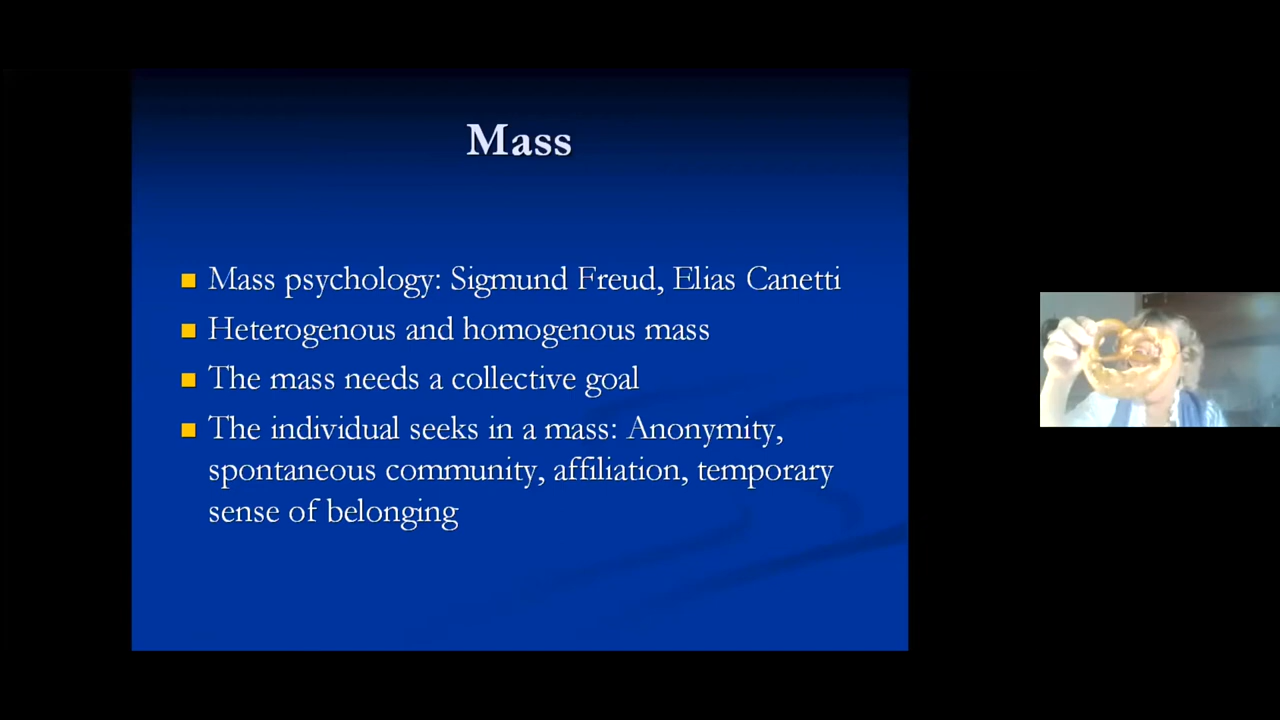 Mass
Mass psychology: Sigmund Freud, Elias Canetti
Heterogenous and homogenous mass
The mass needs a collective goal
The individual seeks in a mass: Anonymity,
spontaneous community, affiliation, temporary
sense of belonging